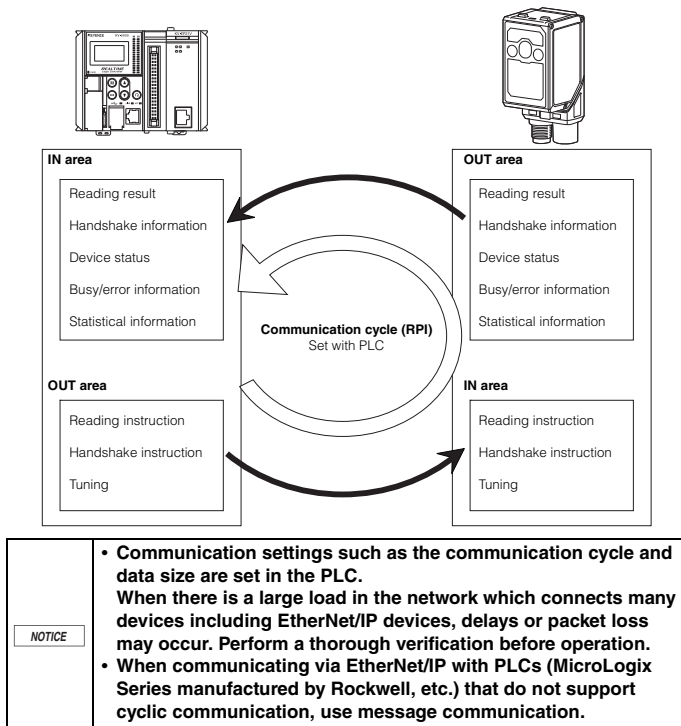 KEYENCE
IN area
Reading result
Handshake information
Device status
Busy/error information
Statistical information
OUT area
Reading instruction
Handshake instruction
Tuning
Communication cycle (RPI)
Set with PLC
OUT area
Reading result
Handshake information
Device status
Busy/error information
Statistical information
IN area
Reading instruction
Handshake instruction
Tuning
NOTICE
• Communication settings such as the communication cycle and
data size are set in the PLC.
When there is a large load in the network which connects many
devices including EtherNet/IP devices, delays or packet loss
may occur. Perform a thorough verification before operation.
• When communicating via EtherNet/IP with PLCs (MicroLogix
Series manufactured by Rockwell, etc.) that do not support
cyclic communication, use message communication.